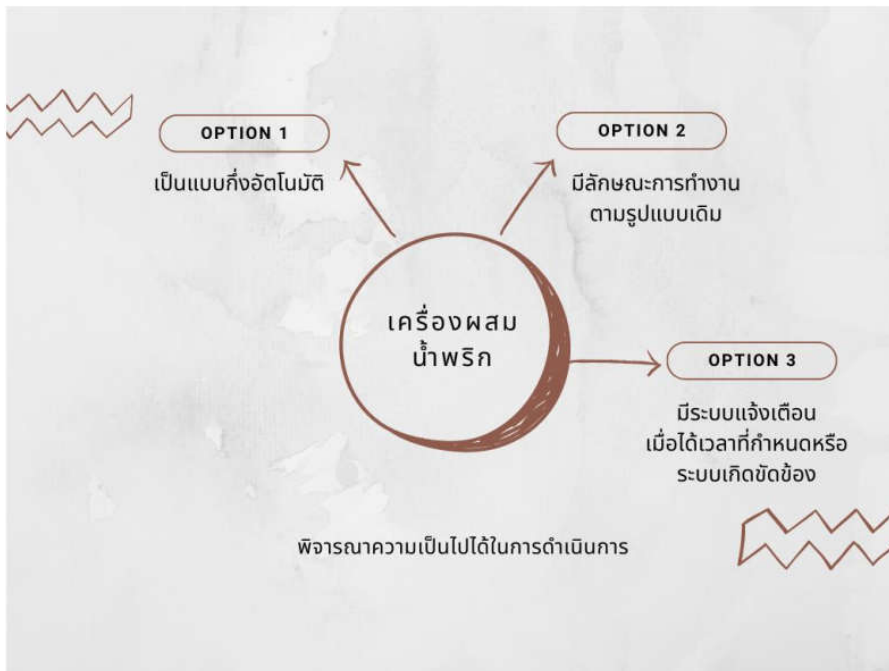 OPTION 1
เป็นแบบกึ่งอัตโนมัติ
OPTION 2
มีลักษณะการทำงาน
ตามรูปแบบเดิม
เครื่องผสม
น้ำพริก
OPTION 3
มีระบบแจ้งเตือน
เมื่อได้เวลาที่กำหนดหรือ
ระบบเกิดขัดข้อง
พิจารณาความเป็นไปได้ในการดำเนินการ